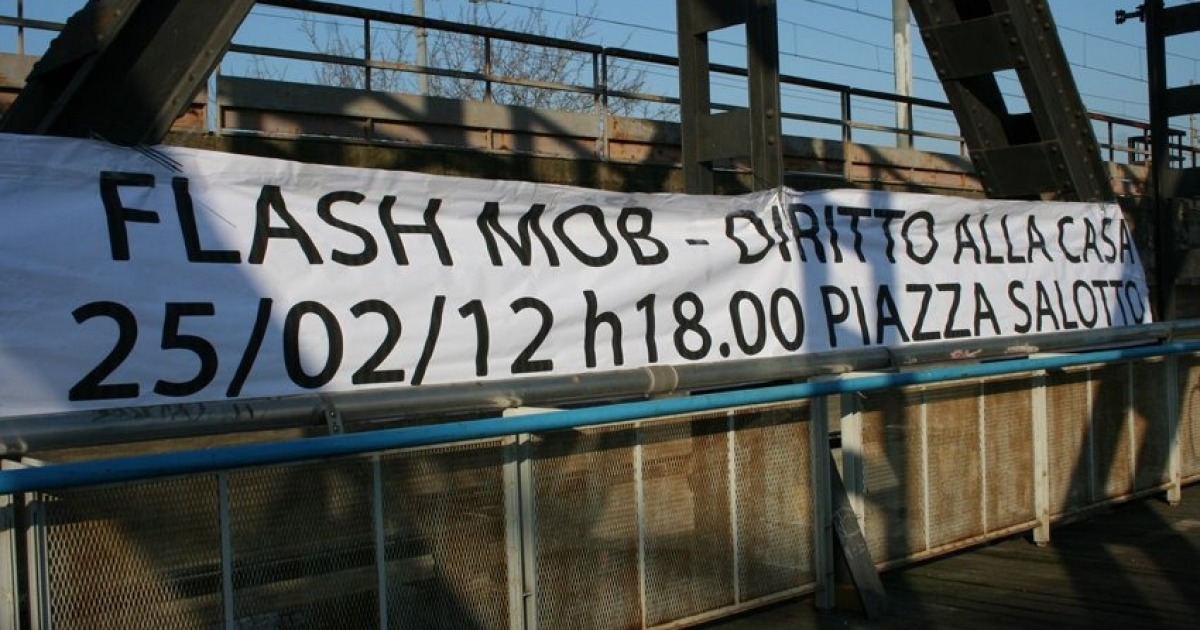 FLASH MOB - DIRITTO ALLA CASA
25/02/12 h18.00 PIAZZA SALOTTO